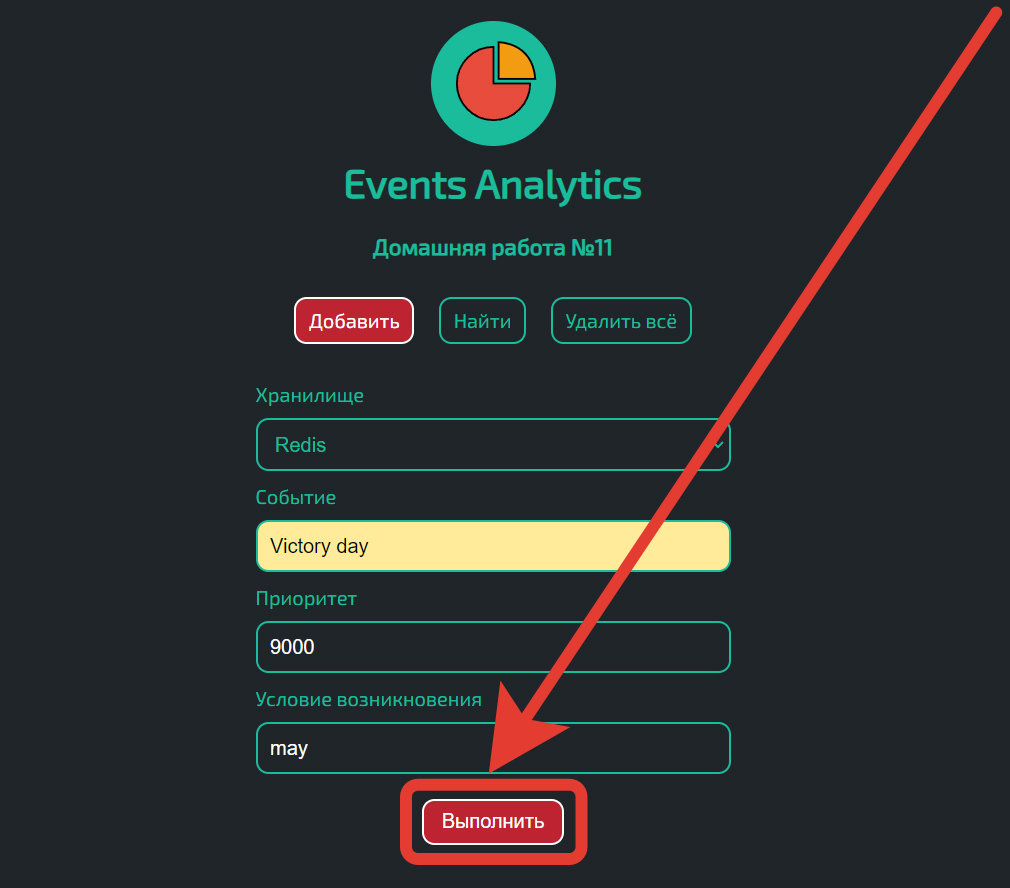 Events Analytics
Домашняя работа №11
Добавить Найти Удалить всё
Хранилище
Redis
Событие
Victory day
Приоритет
9000
Условие возникновения
may
Выполнить